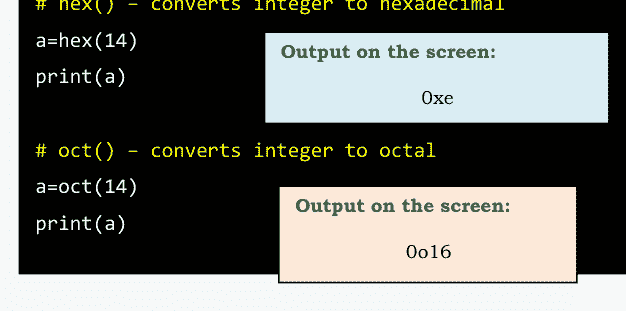 # hex() – converts integer to hexadecimal
a=hex(14)
print(a)
Output on the screen:
0xe
# oct() – converts integer to octal
a=oct(14)
print(a)
Output on the screen:
0o16